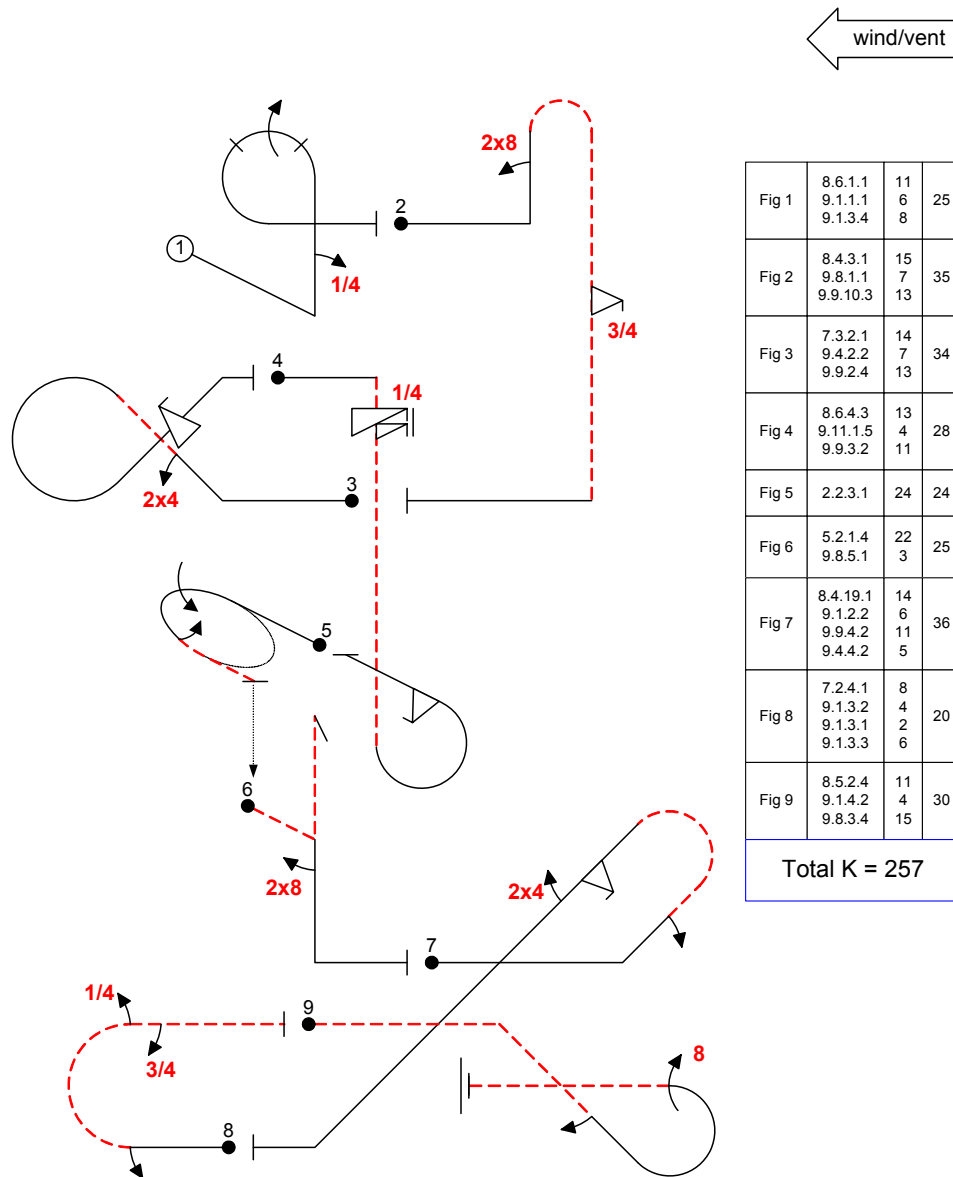 wind/vent
2x8
2
1
1/4
3/4
4
1/4
2x4
3
5
6
2x8
2x4
7
1/4
9
3/4
8
8
Fig 1 8.6.1.1 11 25
9.1.1.1 6
9.1.3.4 8
Fig 2 8.4.3.1 15 35
9.8.1.1 7
9.9.10.3 13
Fig 3 7.3.2.1 14 34
9.4.2.2 7
9.9.2.4 13
Fig 4 8.6.4.3 13 28
9.11.1.5 4
9.9.3.2 11
Fig 5 2.2.3.1 24 24
Fig 6 5.2.1.4 22 25
9.8.5.1 3
Fig 7 8.4.19.1 14 36
9.1.2.2 6
9.9.4.2 11
9.4.4.2 5
Fig 8 7.2.4.1 8 20
9.1.3.2 4
9.1.3.1 2
9.1.3.3 6
Fig 9 8.5.2.4 11 30
9.1.4.2 4
9.8.3.4 15
Total K = 257